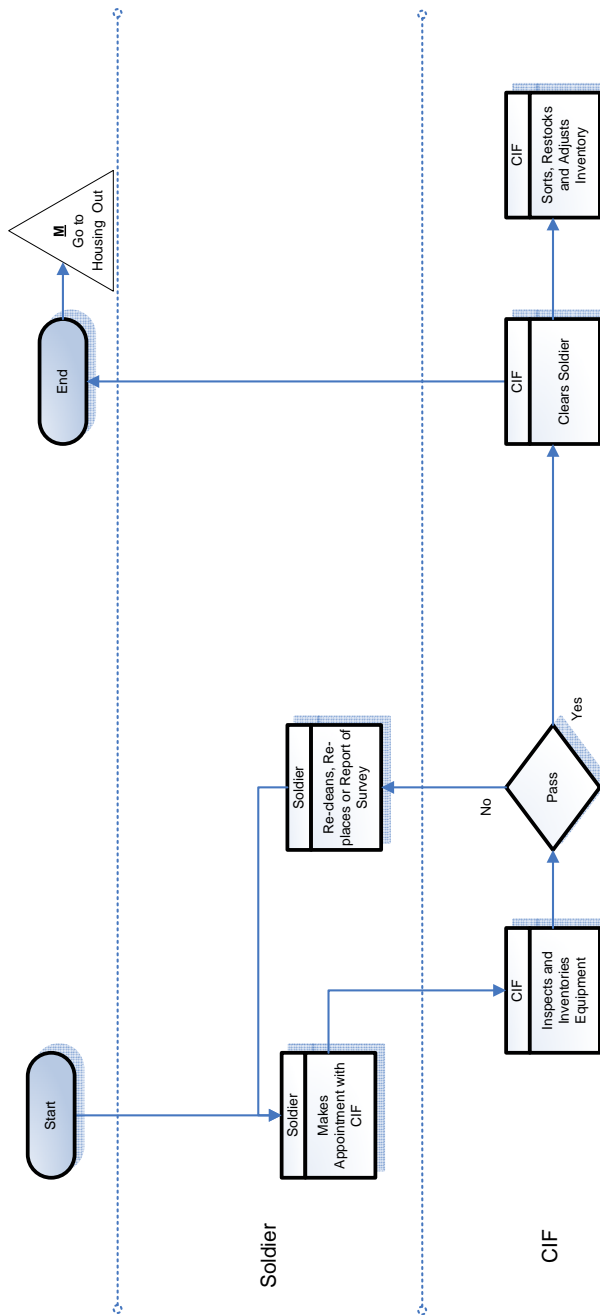 Start
End
M
Go to
Housing Out
Soldier
Soldier
Makes
Appointment with
CIF
Soldier
Re-cleans, Re-
places or Report of
Survey
CIF
CIF
Inspects and
Inventories
Equipment
Pass
No
Yes
CIF
Clears Soldier
CIF
Sorts, Restocks
and Adjusts
Inventory